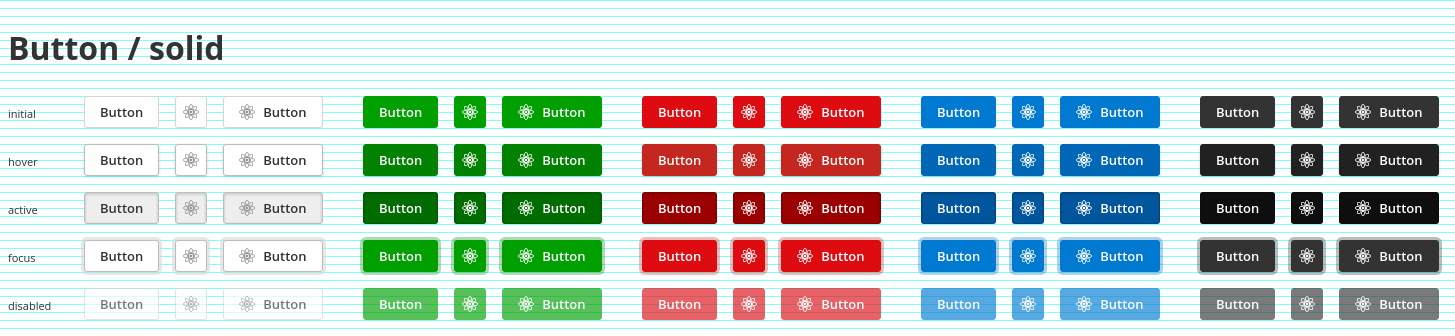 Button / solid
initial Button Button Button Button Button Button Button Button Button Button
hover Button Button Button Button Button Button Button Button Button Button
active Button Button Button Button Button Button Button Button Button Button
focus Button Button Button Button Button Button Button Button Button Button
disabled Button Button Button Button Button Button Button Button Button Button